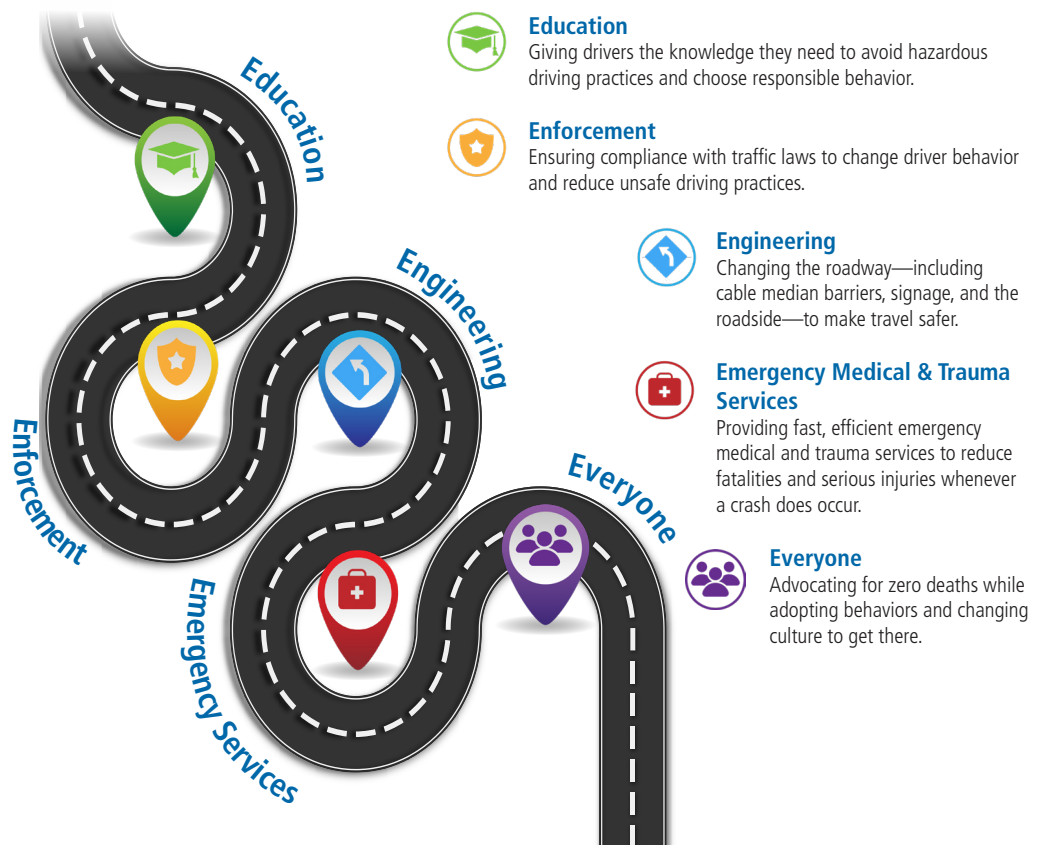 Education
Education
Giving drivers the knowledge they need to avoid hazardous
driving practices and choose responsible behavior.
Enforcement
Ensuring compliance with traffic laws to change driver behavior
and reduce unsafe driving practices.
Engineering
Engineering
Changing the roadway—including
cable median barriers, signage, and the
roadside—to make travel safer.
Emergency Medical & Trauma
Services
Providing fast, efficient emergency
medical and trauma services to reduce
fatalities and serious injuries whenever
a crash does occur.
Enforcement
Everyone
Everyone
Advocating for zero deaths while
adopting behaviors and changing
culture to get there.
Emergency Services